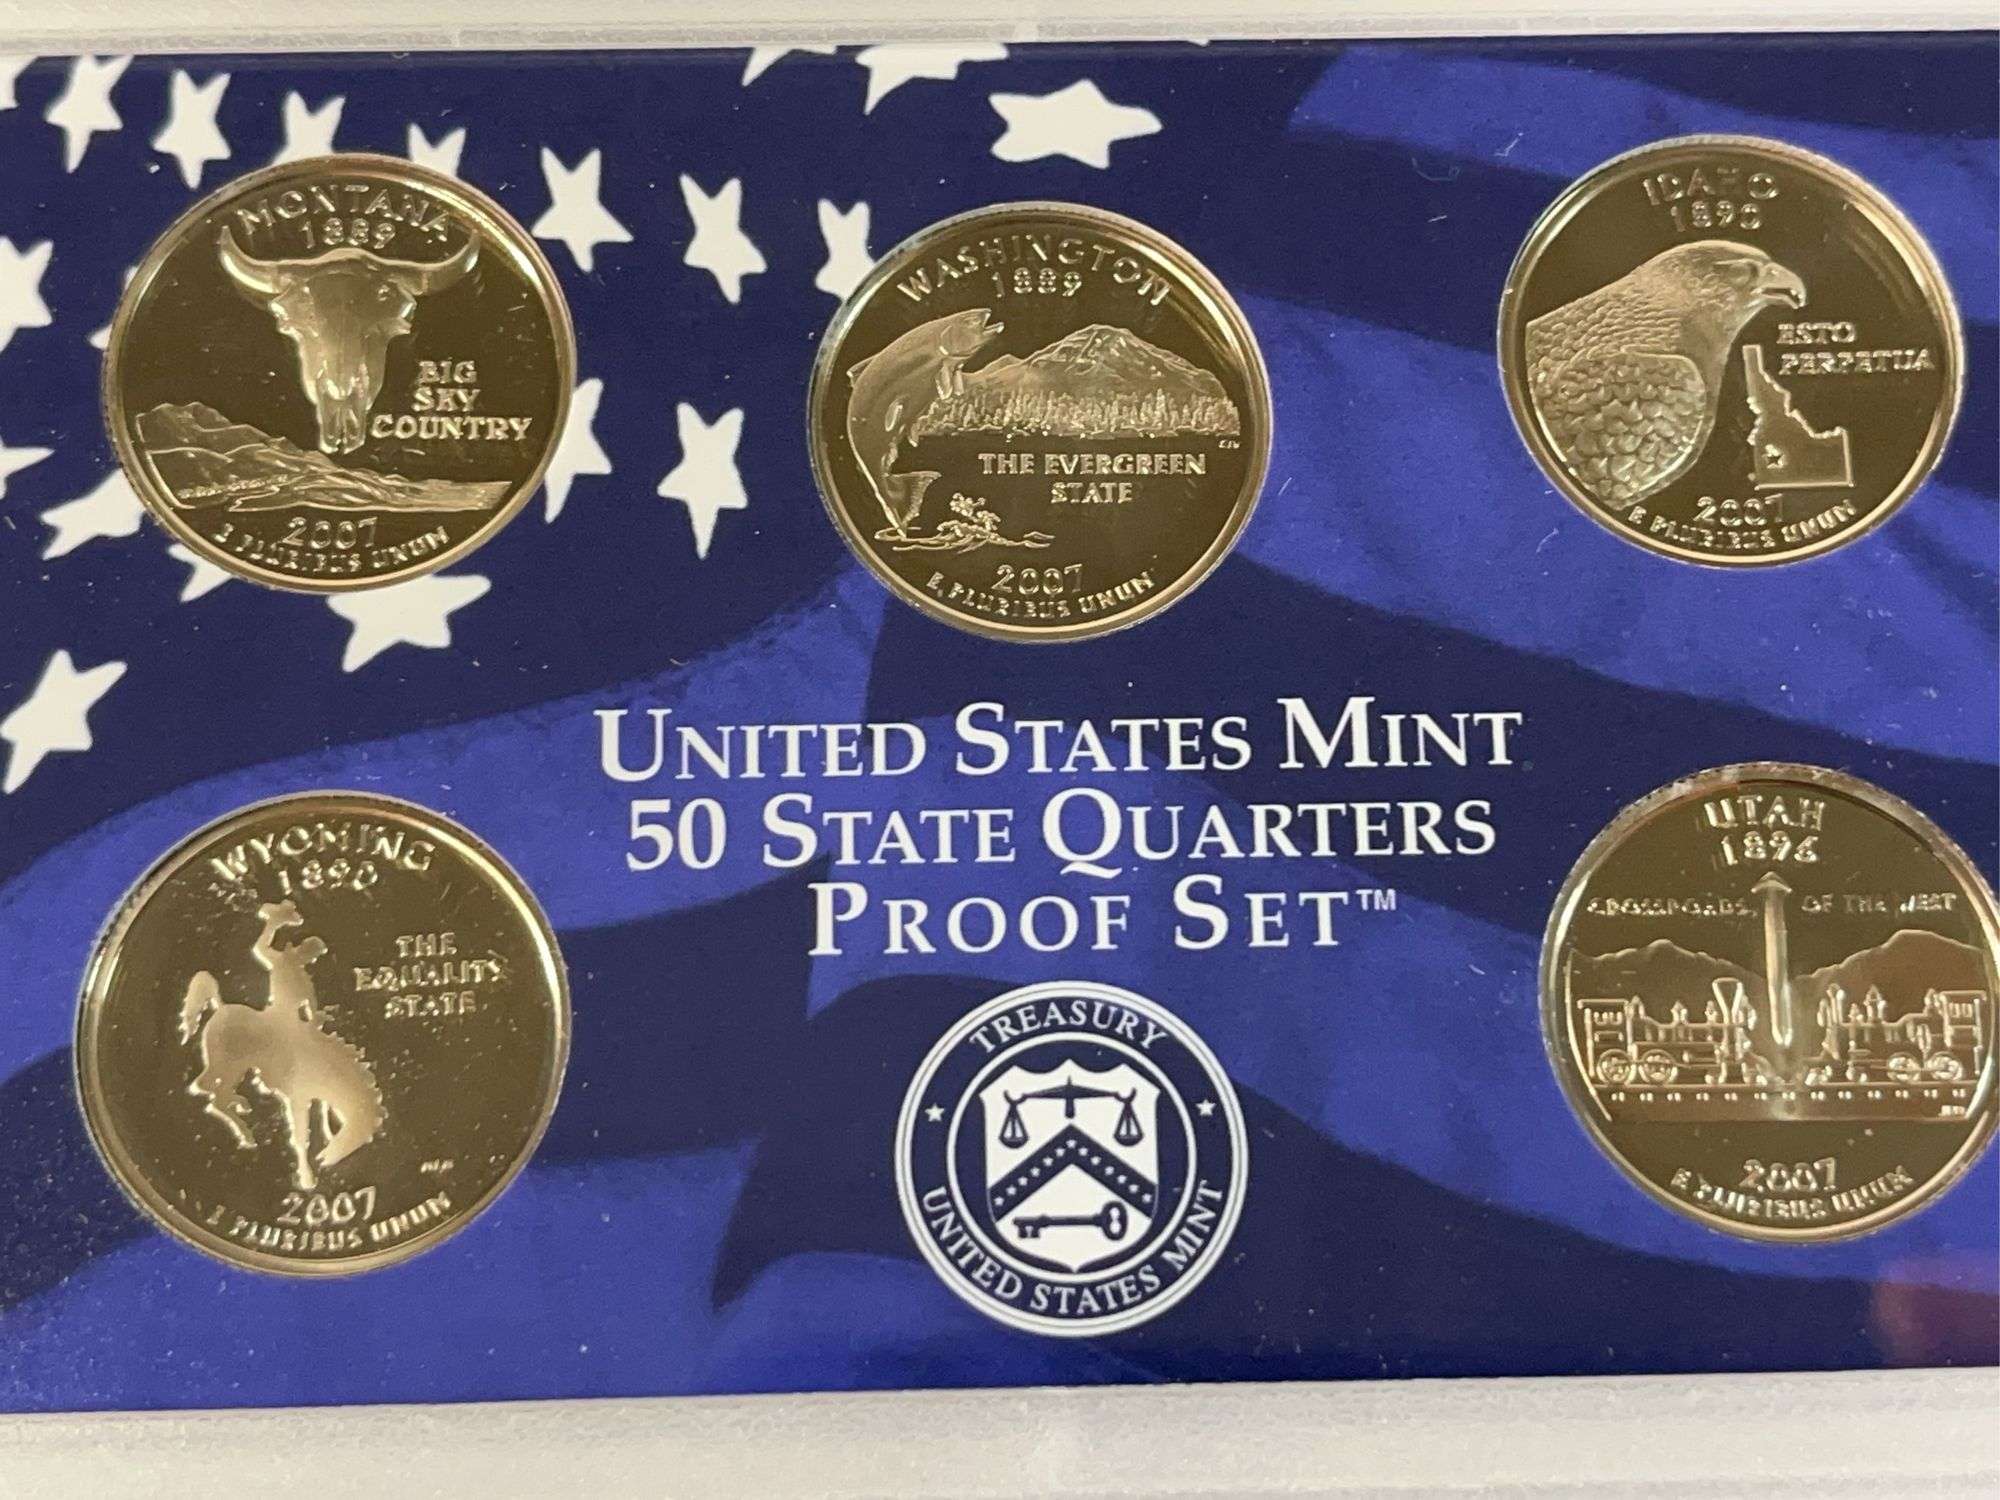 MONTANA
1889
BIG
SKY
COUNTRY
2007
E PLURIBUS UNUM
WASHINGTON
1889
THE EVERGREEN
STATE
2007
E PLURIBUS UNUM
IDAHO
1890
ESTO
PERPETUA
2007
E PLURIBUS UNUM
UNITED STATES MINT
50 STATE QUARTERS
PROOF SET™
WYOMING
1890
THE
EQUALITY
STATE
2007
E PLURIBUS UNUM
TREASURY
UNITED STATES MINT
UTAH
1896
CROSSROADS OF THE WEST
2007
E PLURIBUS UNUM